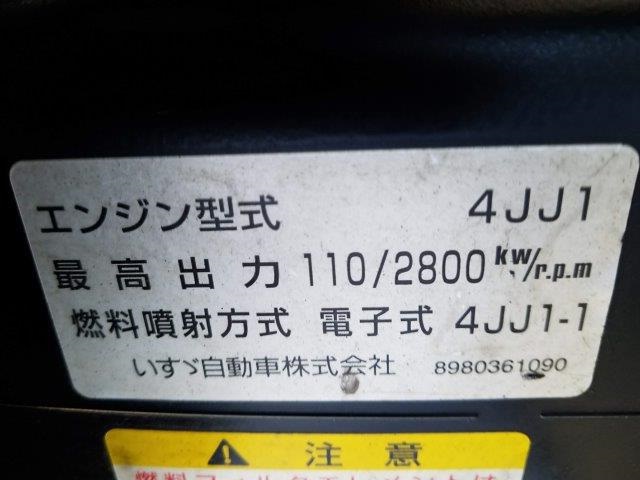 エンジン型式 4JJ1
最高出力 110/2800 kw/r.p.m
燃料噴射方式 電子式 4JJ1-1
いすゞ自動車株式会社 8980361090
⚠ 注意